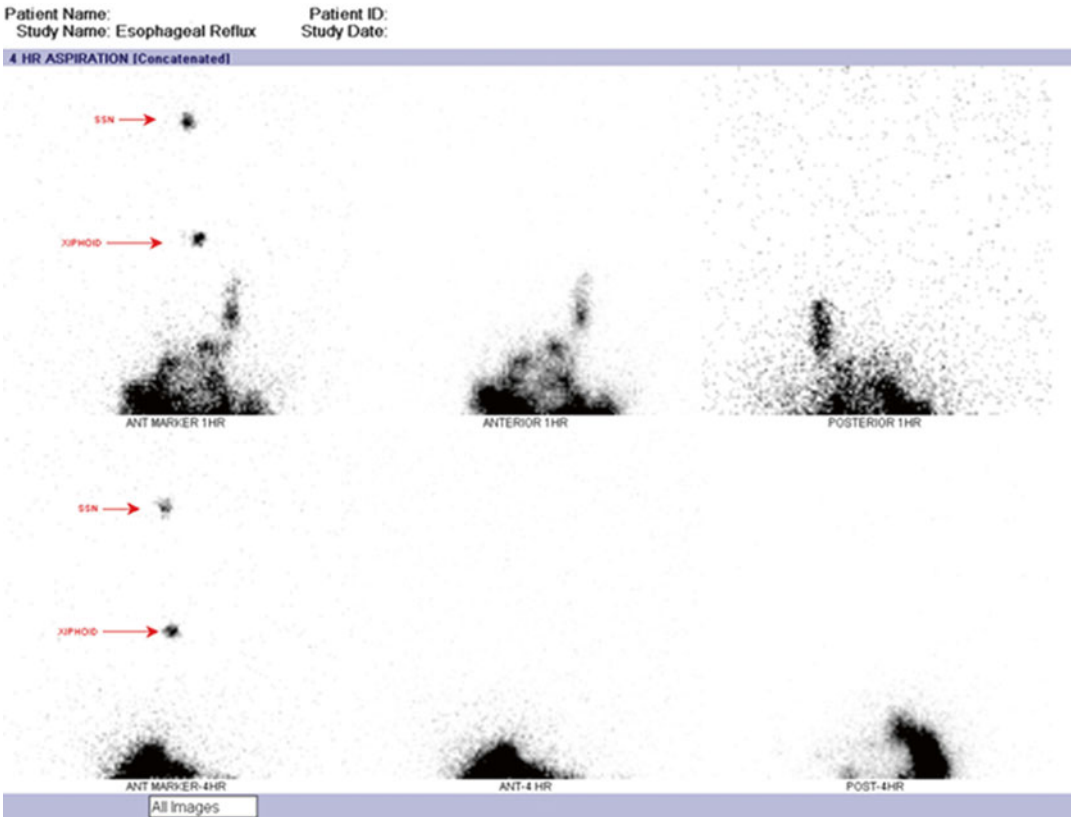 Patient Name: Patient ID:
Study Name: Esophageal Reflux Study Date:
4 HR ASPIRATION [Concatenated]
SSN
XIPHOID
ANT MARKER 1HR ANTERIOR 1HR POSTERIOR 1HR
SSN
XIPHOID
ANT MARKER-4HR ANT-4 HR POST-4HR
All Images